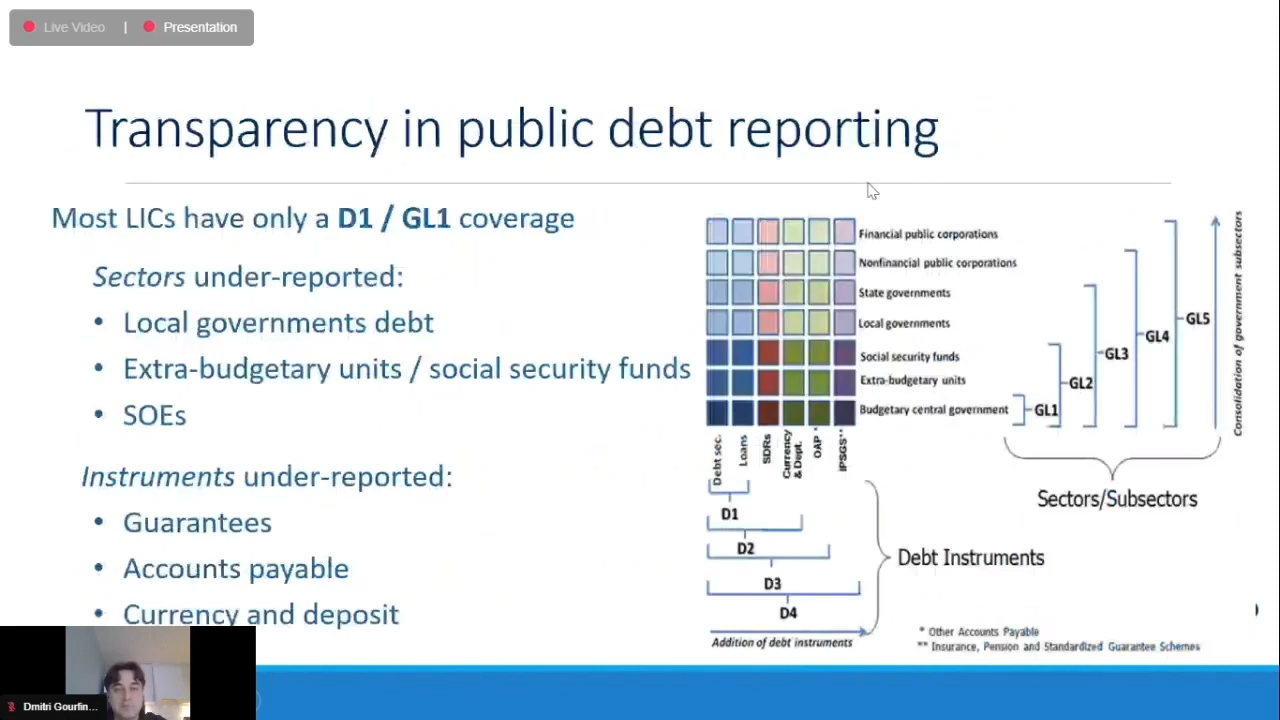 Live Video | Presentation
Transparency in public debt reporting
Most LICs have only a D1 / GL1 coverage
Sectors under-reported:
• Local governments debt
• Extra-budgetary units / social security funds
• SOEs
Instruments under-reported:
• Guarantees
• Accounts payable
• Currency and deposit
Financial public corporations
Nonfinancial public corporations
State governments
Local governments
Social security funds
Extra-budgetary units
Budgetary central government
GL1
GL2
GL3
GL4
GL5
Consolidation of government subsectors
Sectors/Subsectors
Debt sec.
Loans
SDRs
Currency
& Dept.
OAP *
IPSGS**
D1
D2
D3
D4
Debt Instruments
Addition of debt instruments
* Other Accounts Payable
** Insurance, Pension and Standardized Guarantee Schemes
Dmitri Gourfin...